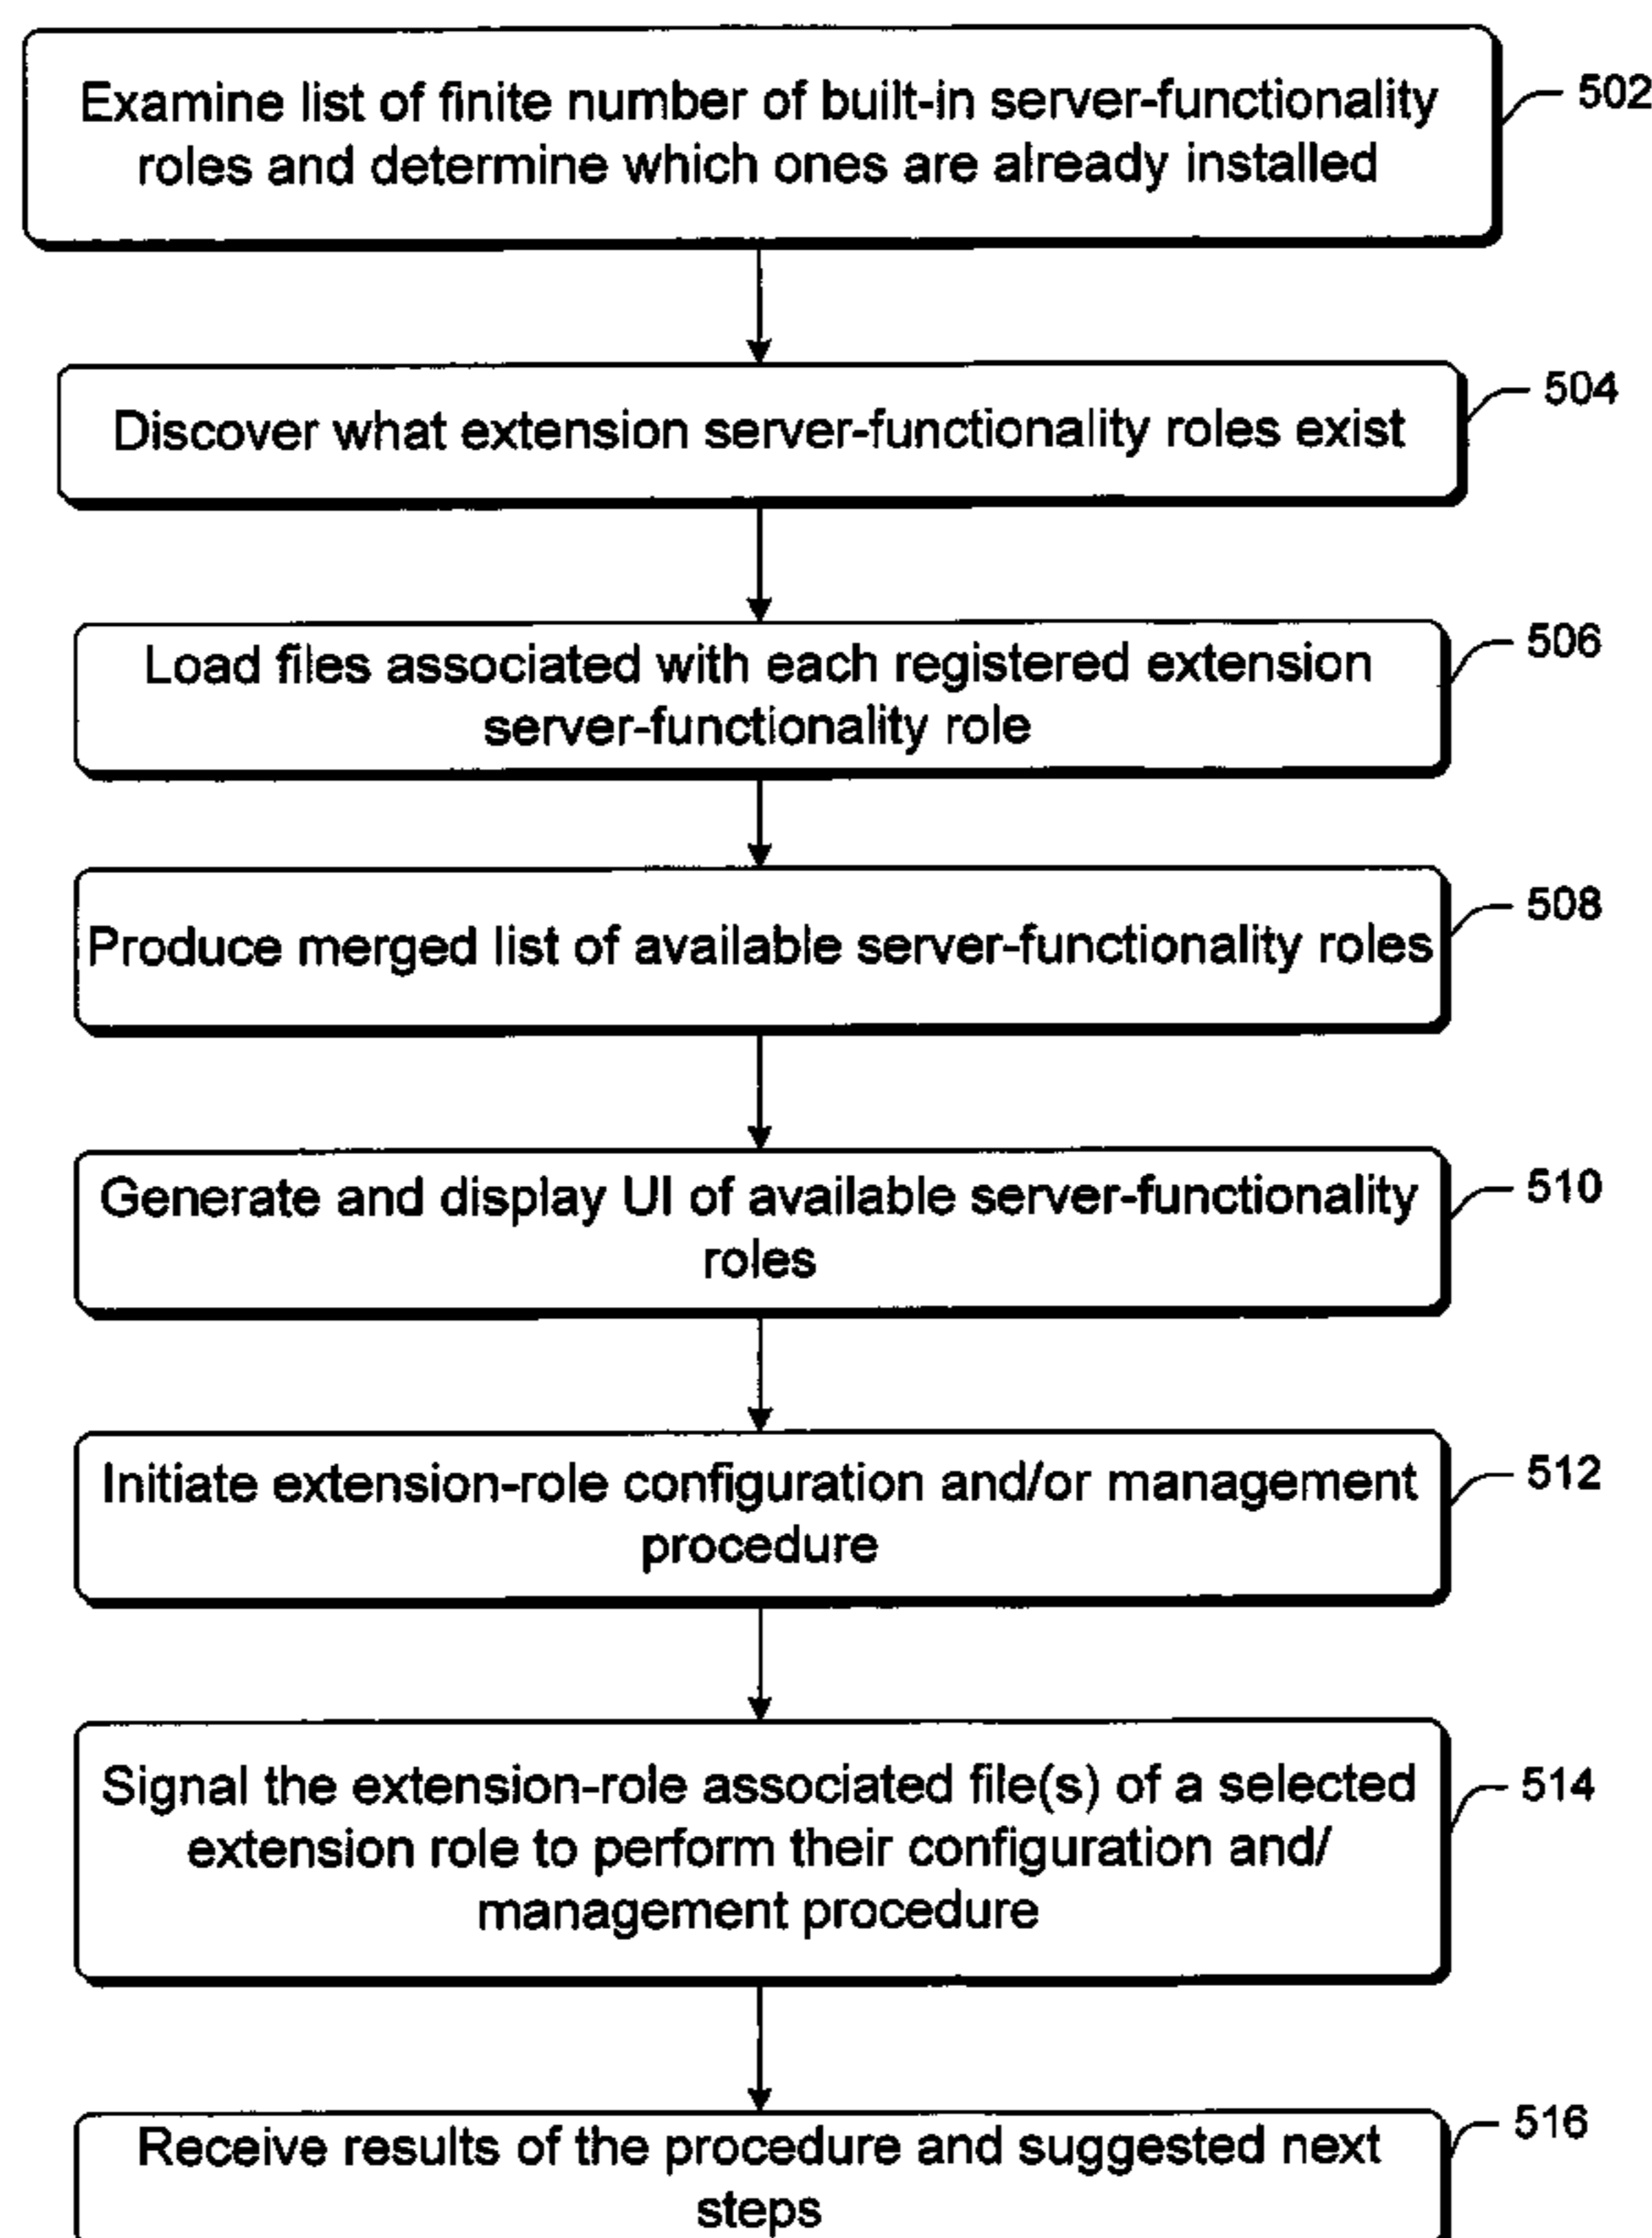 Examine list of finite number of built-in server-functionality
roles and determine which ones are already installed
502
Discover what extension server-functionality roles exist
504
Load files associated with each registered extension
server-functionality role
506
Produce merged list of available server-functionality roles
508
Generate and display UI of available server-functionality
roles
510
Initiate extension-role configuration and/or management
procedure
512
Signal the extension-role associated file(s) of a selected
extension role to perform their configuration and/
management procedure
514
Receive results of the procedure and suggested next
steps
516